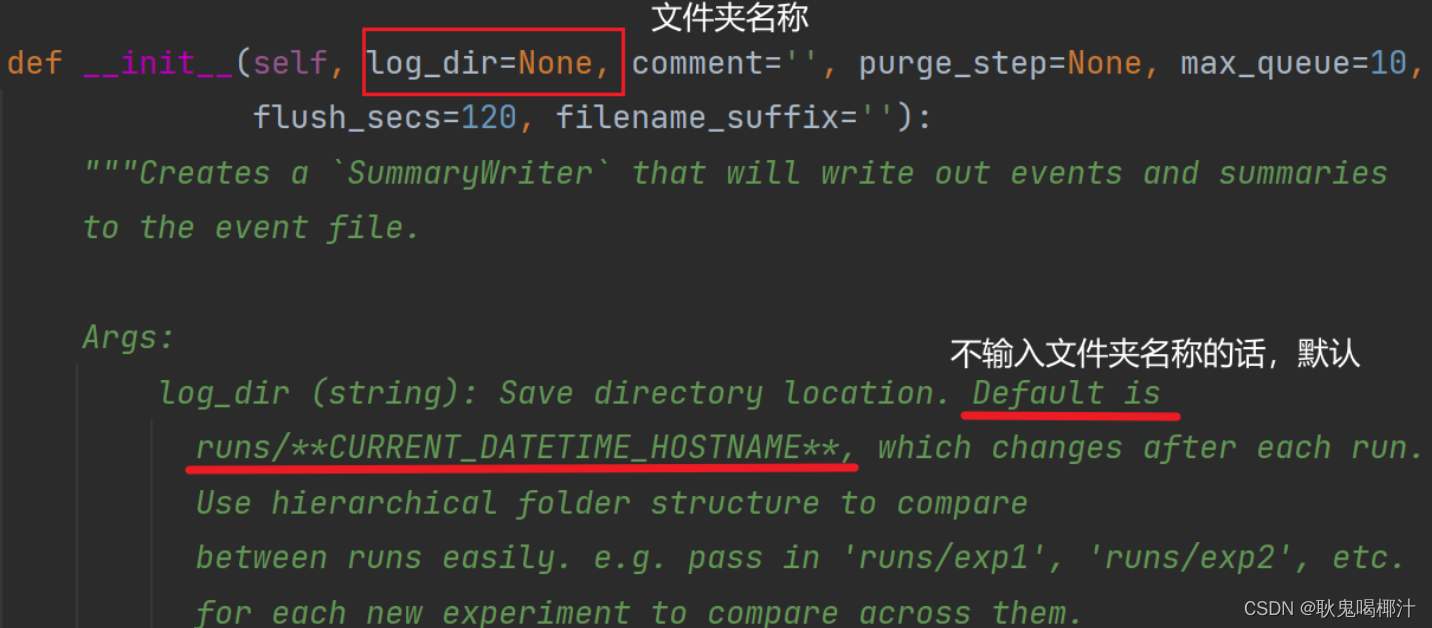 文件夹名称
def __init__(self, log_dir=None, comment='', purge_step=None, max_queue=10,
flush_secs=120, filename_suffix=''):
"""Creates a `SummaryWriter` that will write out events and summaries
to the event file.
Args:
不输入文件夹名称的话，默认
log_dir (string): Save directory location. Default is
runs/**CURRENT_DATETIME_HOSTNAME**, which changes after each run.
Use hierarchical folder structure to compare
between runs easily. e.g. pass in 'runs/exp1', 'runs/exp2', etc.
for each new experiment to compare across them.
CSDN @耿鬼喝椰汁